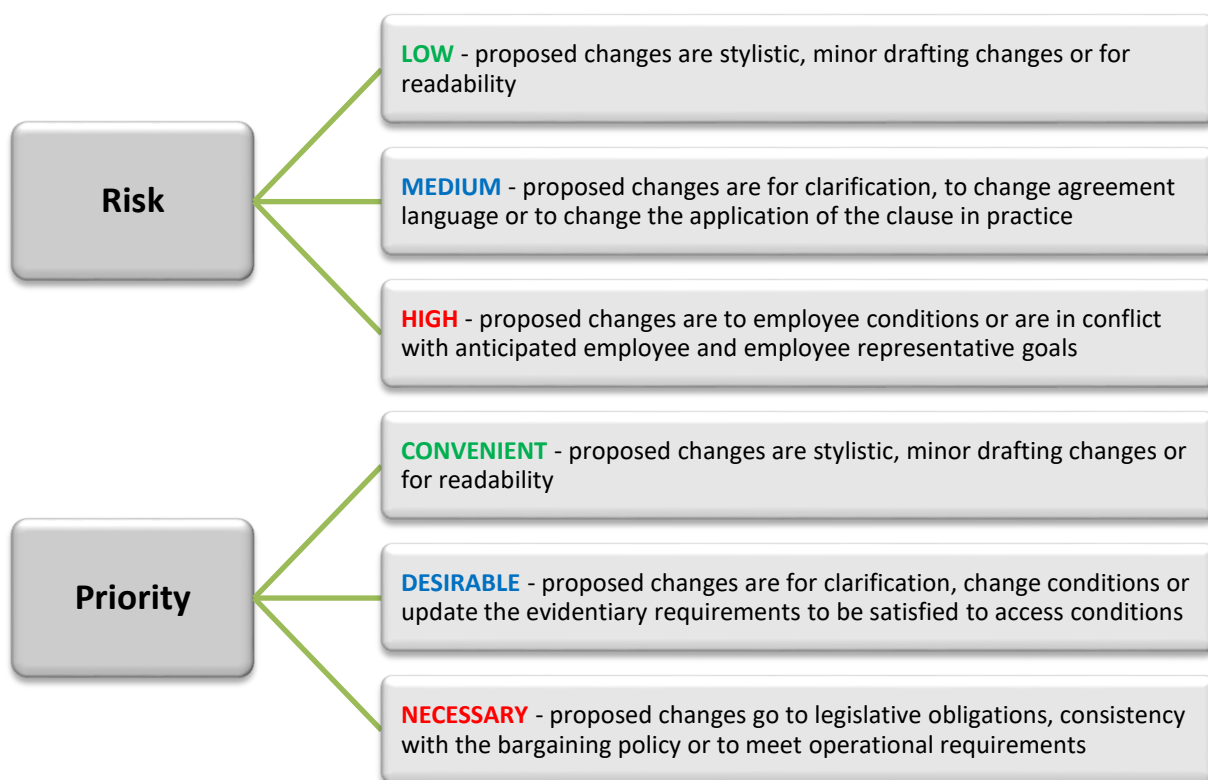 Risk
LOW - proposed changes are stylistic, minor drafting changes or for
readability
MEDIUM - proposed changes are for clarification, to change agreement
language or to change the application of the clause in practice
HIGH - proposed changes are to employee conditions or are in conflict
with anticipated employee and employee representative goals
Priority
CONVENIENT - proposed changes are stylistic, minor drafting changes or
for readability
DESIRABLE - proposed changes are for clarification, change conditions or
update the evidentiary requirements to be satisfied to access conditions
NECESSARY - proposed changes go to legislative obligations, consistency
with the bargaining policy or to meet operational requirements